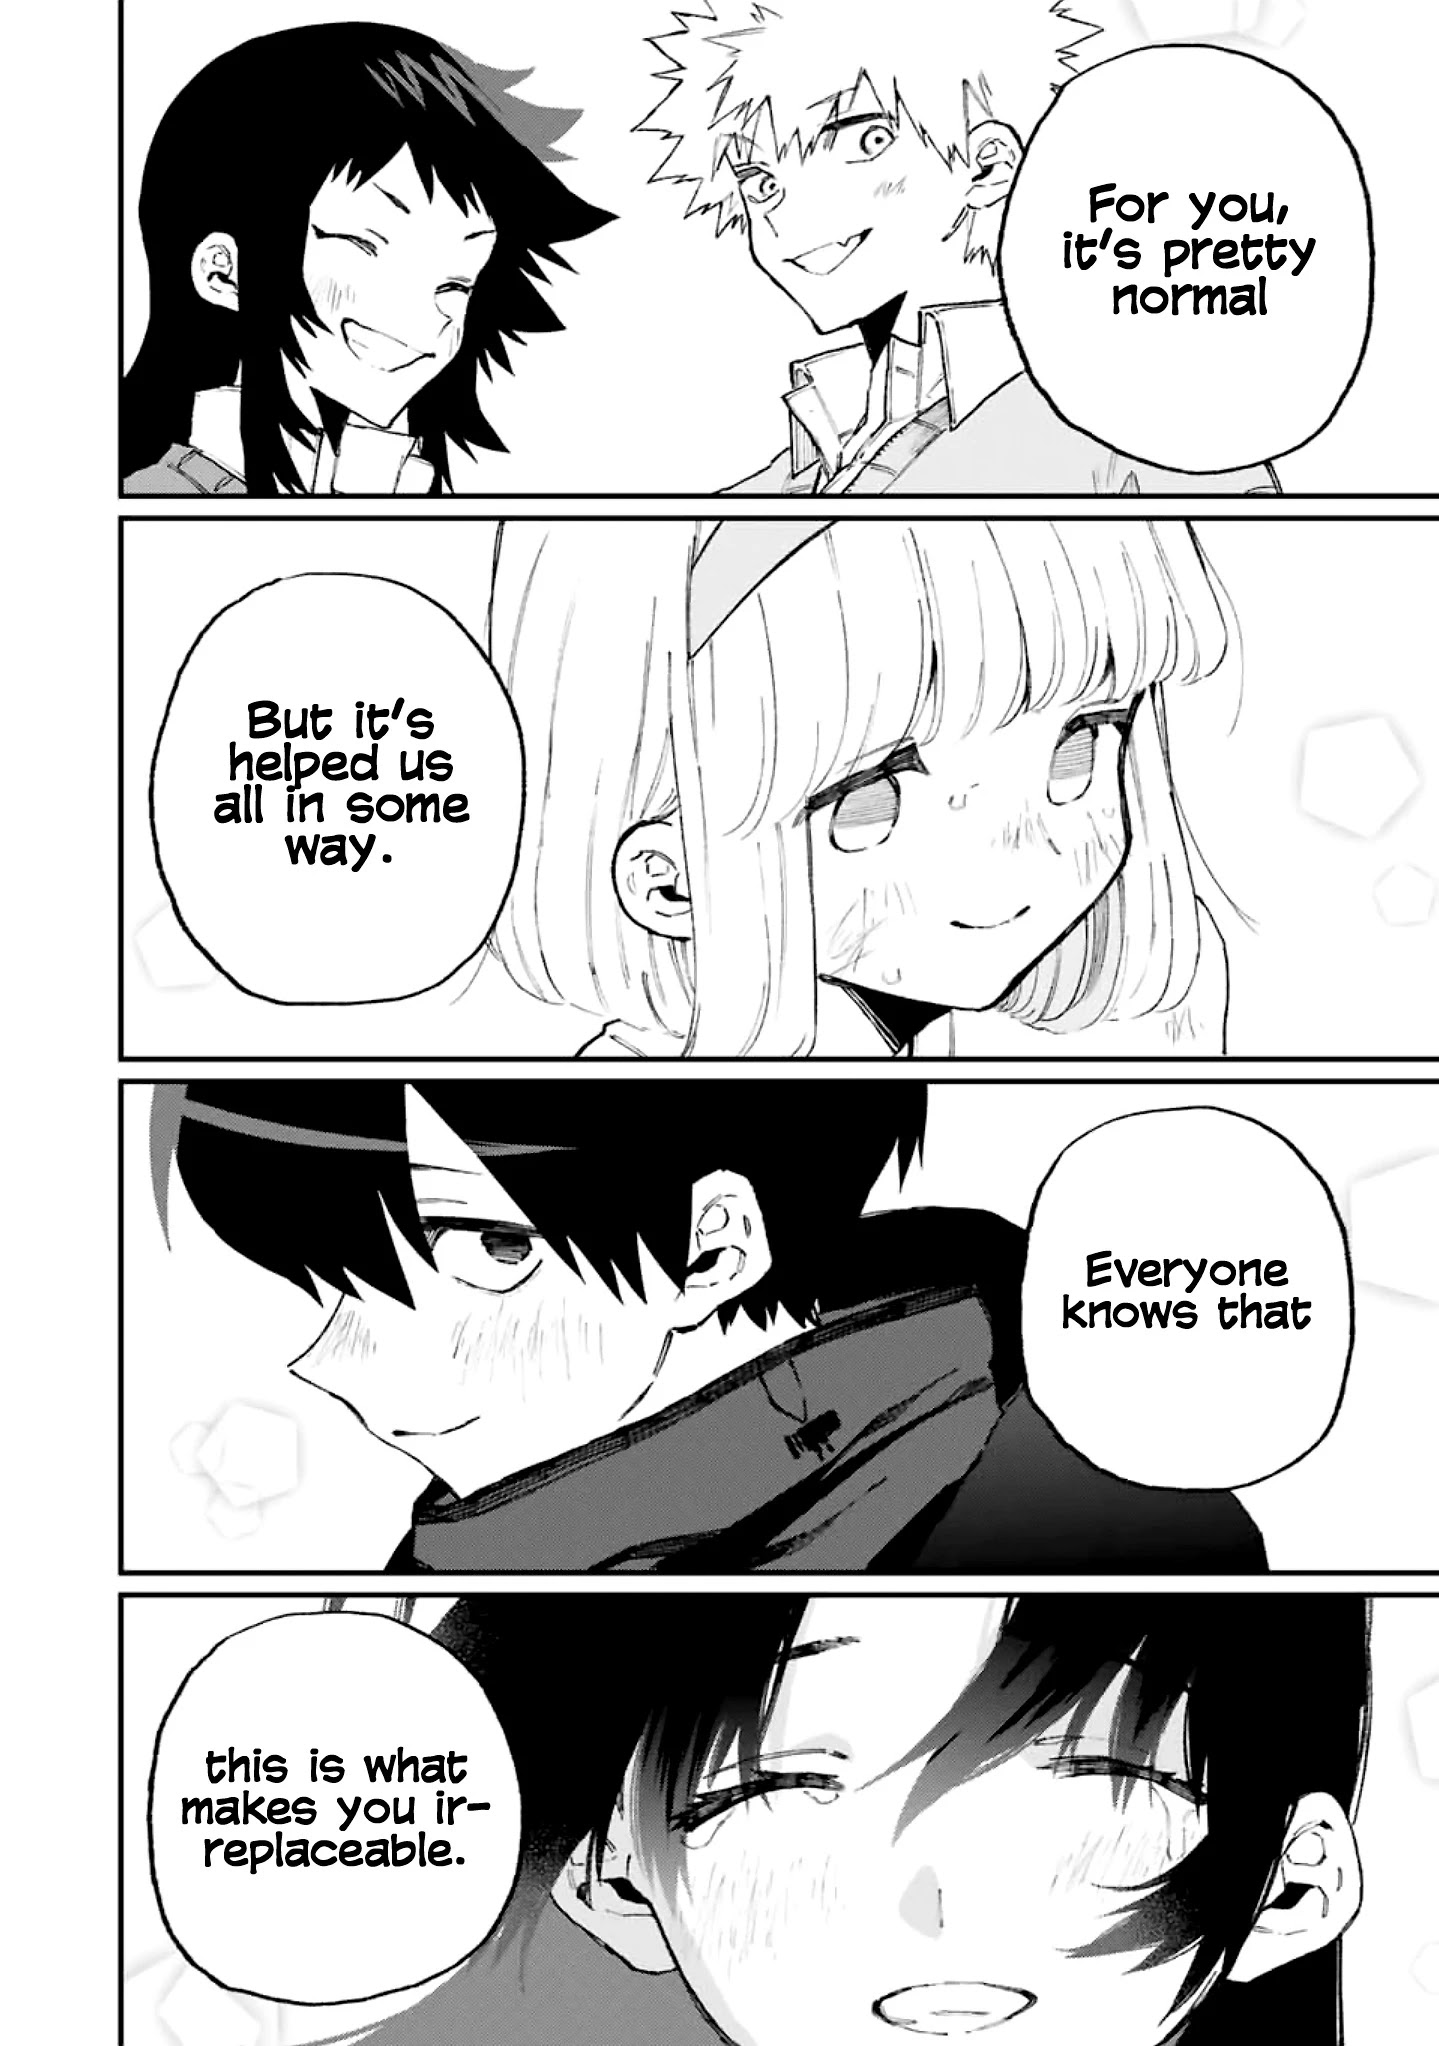 For you,
it's pretty
normal
But it's
helped us
all in some
way.
Everyone
knows that
this is what
makes you ir-
replaceable.